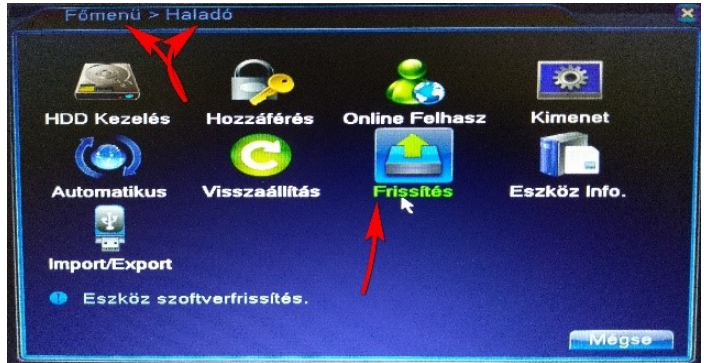 Főmenü > Haladó
HDD Kezelés Hozzáférés Online Felhasz Kimenet
Automatikus Visszaállítás Frissítés Eszköz Info.
Import/Export
Eszköz szoftverfrissítés.
Mégse